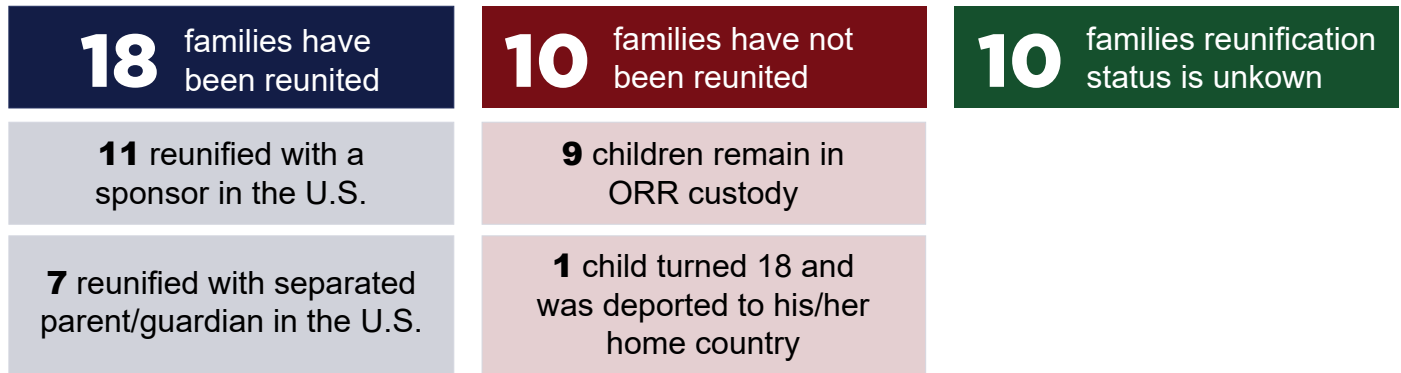 18 families have
been reunited
11 reunified with a
sponsor in the U.S.
7 reunified with separated
parent/guardian in the U.S.
10 families have not
been reunited
9 children remain in
ORR custody
1 child turned 18 and
was deported to his/her
home country
10 families reunification
status is unkown